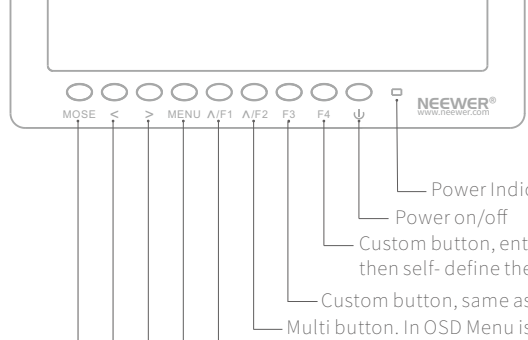 NEEWER®
www.neewer.com
MOSE < > MENU Λ/F1 Λ/F2 F3 F4
Power Indic
Power on/off
Custom button, ent
then self- define the
Custom button, same as
Multi button. In OSD Menu is